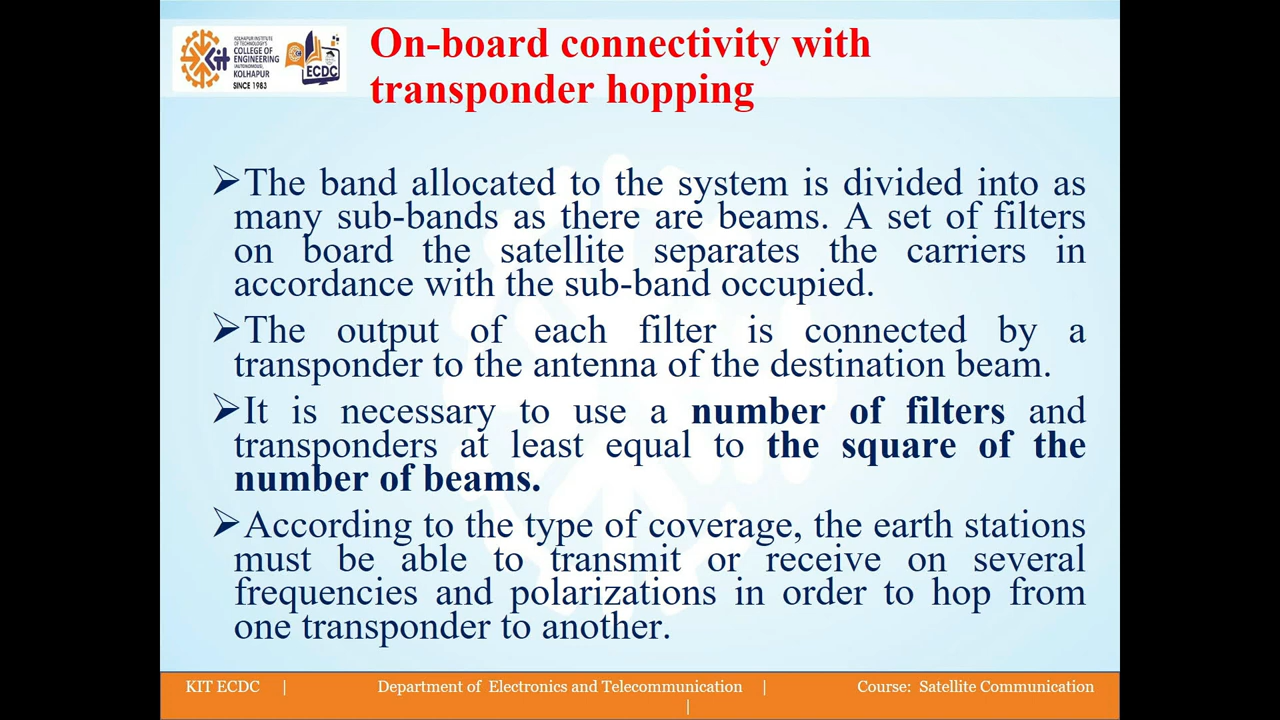 KOLHAPUR INSTITUTE
OF TECHNOLOGY'S
COLLEGE OF
ENGINEERING
(AUTONOMOUS)
KOLHAPUR
SINCE 1983
Kit
ECDC
On-board connectivity with
transponder hopping
➢The band allocated to the system is divided into as
many sub-bands as there are beams. A set of filters
on board the satellite separates the carriers in
accordance with the sub-band occupied.
➢The output of each filter is connected by a
transponder to the antenna of the destination beam.
➢It is necessary to use a number of filters and
transponders at least equal to the square of the
number of beams.
➢According to the type of coverage, the earth stations
must be able to transmit or receive on several
frequencies and polarizations in order to hop from
one transponder to another.
KIT ECDC | Department of Electronics and Telecommunication | Course: Satellite Communication
|